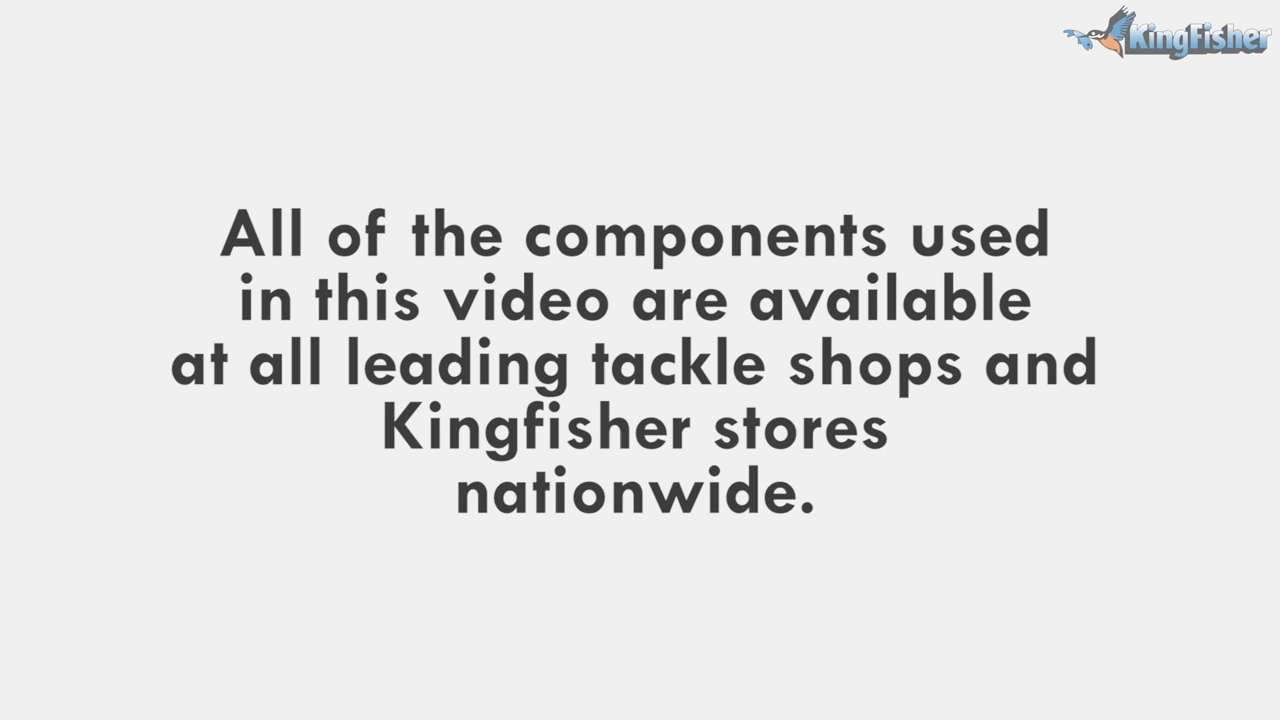 KingFisher
All of the components used
in this video are available
at all leading tackle shops and
Kingfisher stores
nationwide.